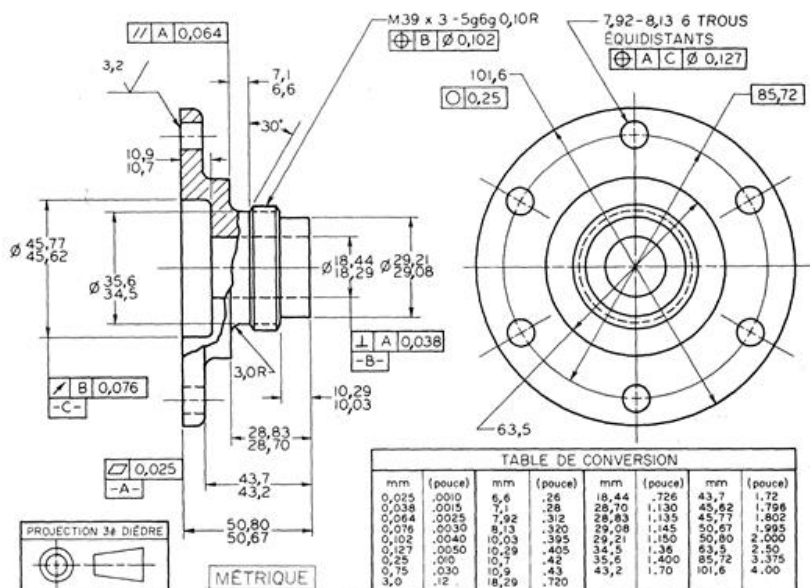 // A 0,064
M39 x 3 -5g6g 0,10R
⌖ B Ø 0,102
7,92-8,13 6 TROUS
ÉQUIDISTANTS
⌖ A C Ø 0,127
3,2
7,1
6,6
30°
101,6
○ 0,25
85,72
10,9
10,7
Ø 45,77
45,62
Ø 35,6
34,5
Ø 18,44
18,29
Ø 29,21
29,08
⊥ A 0,038
-B-
↗ B 0,076
-C-
3,0R
10,29
10,03
63,5
28,83
28,70
⏥ 0,025
-A-
43,7
43,2
50,80
50,67
PROJECTION 3e DIÈDRE
MÉTRIQUE
TABLE DE CONVERSION
mm (pouce) mm (pouce) mm (pouce) mm (pouce)
0,025 .0010 6,6 .26 18,44 .726 43,7 1.72
0,038 .0015 7,1 .28 28,70 1.130 45,62 1.796
0,064 .0025 7,92 .312 28,83 1.135 45,77 1.802
0,076 .0030 8,13 .320 29,08 1.145 50,67 1.995
0,102 .0040 10,03 .395 29,21 1.150 50,80 2.000
0,127 .0050 10,29 .405 34,5 1.36 63,5 2.50
0,25 .010 10,7 .42 35,6 1.400 85,72 3.375
0,75 .030 10,9 .43 43,2 1.70 101,6 4.00
3,0 .12 18,29 .720